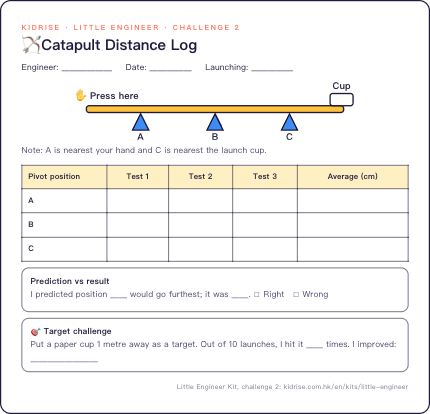 KIDRISE · LITTLE ENGINEER · CHALLENGE 2
Catapult Distance Log
Engineer: ____________ Date: __________ Launching: __________
Cup
Press here
A B C
Note: A is nearest your hand and C is nearest the launch cup.
Pivot position Test 1 Test 2 Test 3 Average (cm)
A
B
C
Prediction vs result
I predicted position ____ would go furthest; it was ____. □ Right □ Wrong
🎯 Target challenge
Put a paper cup 1 metre away as a target. Out of 10 launches, I hit it ____ times. I improved:
________________
Little Engineer Kit, challenge 2: kidrise.com.hk/en/kits/little-engineer